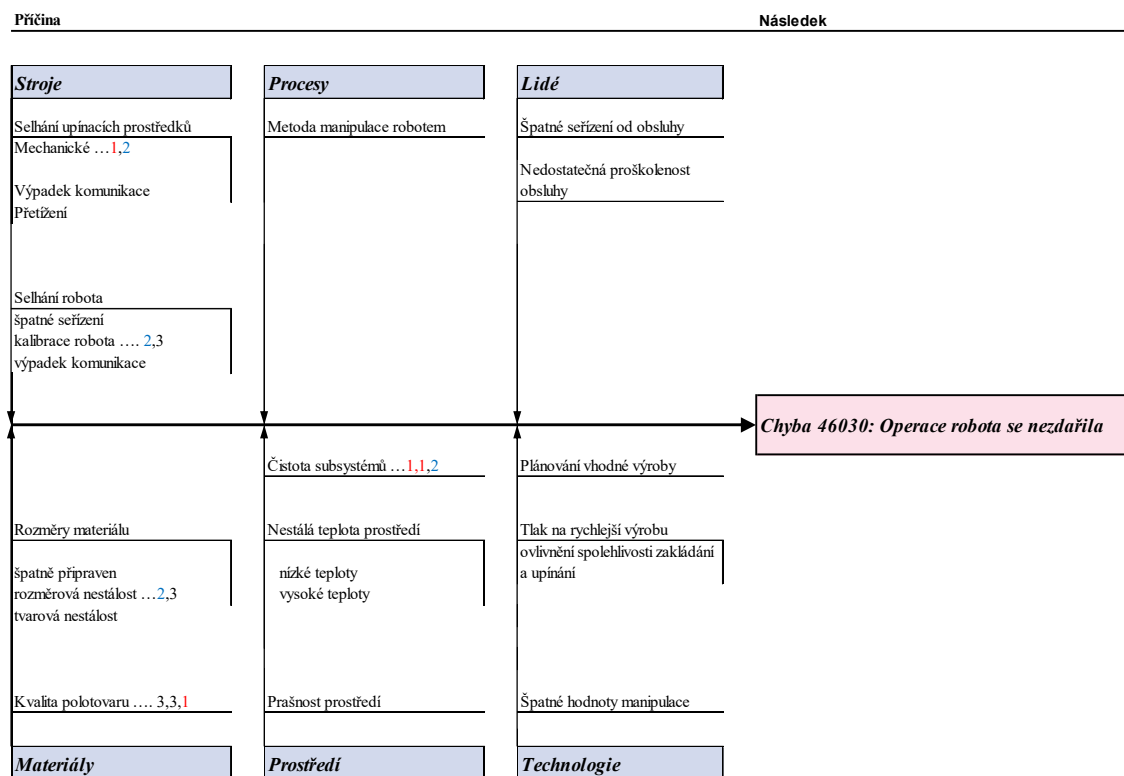 Příčina
Následek
Stroje
Selhání upínacích prostředků
Mechanické …1,2
Výpadek komunikace
Přetížení
Selhání robota
špatné seřízení
kalibrace robota …. 2,3
výpadek komunikace
Procesy
Metoda manipulace robotem
Lidé
Špatné seřízení od obsluhy
Nedostatečná proškolenost
obsluhy
Chyba 46030: Operace robota se nezdařila
Rozměry materiálu
špatně připraven
rozměrová nestálost …2,3
tvarová nestálost
Kvalita polotovaru …. 3,3,1
Materiály
Čistota subsystémů …1,1,2
Nestálá teplota prostředí
nízké teploty
vysoké teploty
Prašnost prostředí
Prostředí
Plánování vhodné výroby
Tlak na rychlejší výrobu
ovlivnění spolehlivosti zakládání
a upínání
Špatné hodnoty manipulace
Technologie